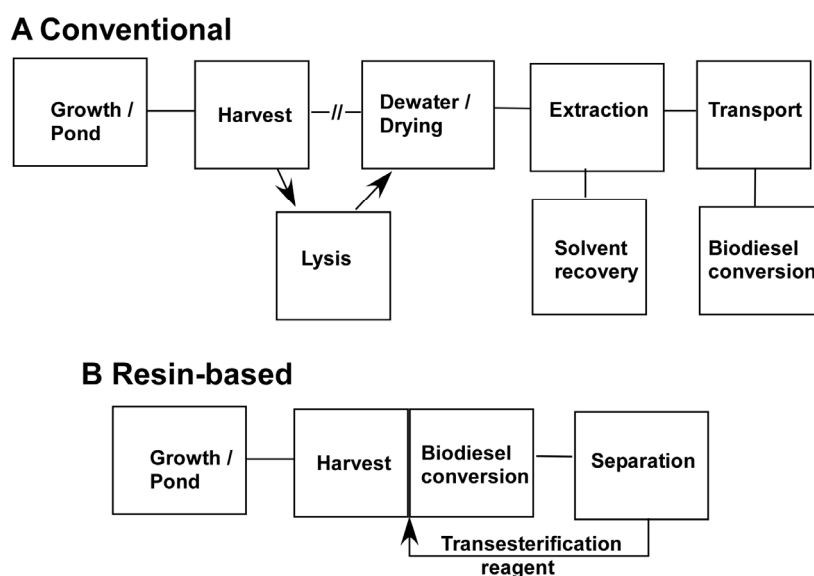 A Conventional
Growth /
Pond
Harvest
//
Dewater /
Drying
Extraction
Transport
Lysis
Solvent
recovery
Biodiesel
conversion
B Resin-based
Growth /
Pond
Harvest
Biodiesel
conversion
Separation
Transesterification
reagent